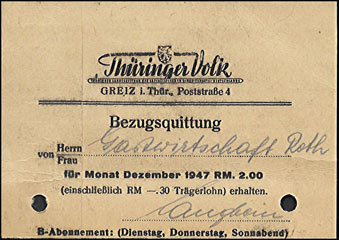 Thüringer Volk
GREIZ i. Thür., Poststraße 4
Bezugsquittung
von Herrn Frau Gastwirtschaft Roth
für Monat Dezember 1947 RM. 2.00
(einschließlich RM —.30 Trägerlohn) erhalten.
B-Abonnement: (Dienstag, Donnerstag, Sonnabend)